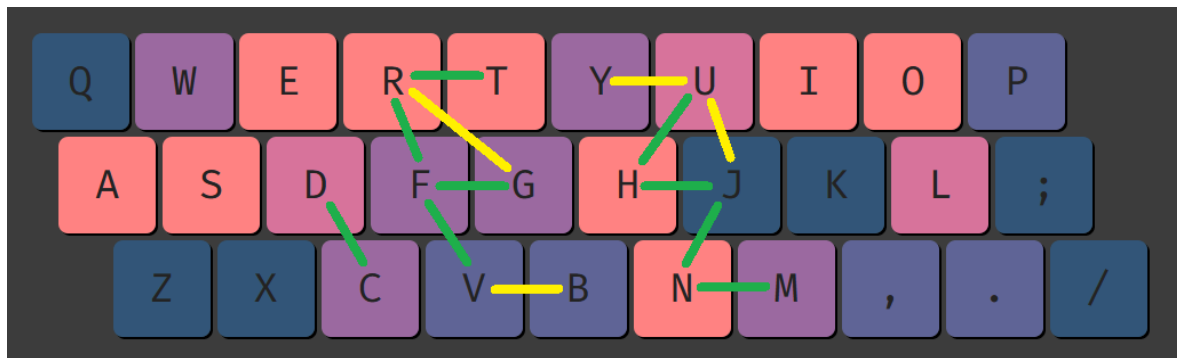 Q W E R T Y U I O P
A S D F G H J K L ;
Z X C V B N M , . /